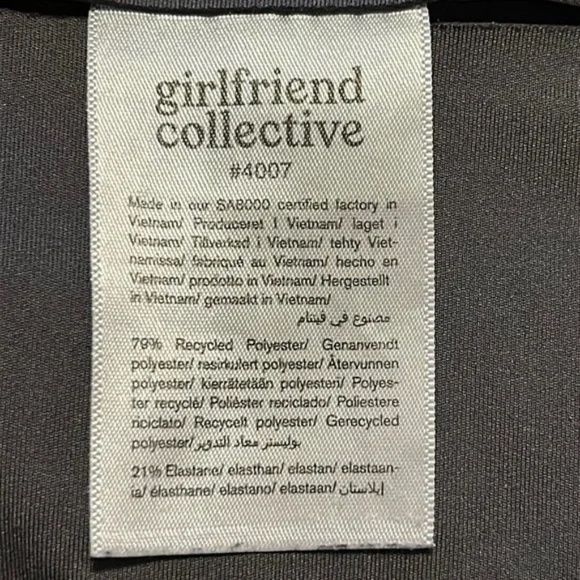 girlfriend
collective
#4007
Made in our SA8000 certified factory in
Vietnam/ Produceret I Vietnam/ laget i
Vietnam/ Tillverkad i Vietnam/ tehty Viet-
namissa/ fabriqué au Vietnam/ hecho en
Vietnam/ prodotto in Vietnam/ Hergestellt
in Vietnam/ gemaakt in Vietnam/
مصنوع في فيتنام
79% Recycled Polyester/ Genanvendt
polyester/ resirkulert polyester/ Återvunnen
polyester/ kierrätetään polyesteri/ Polyes-
ter recyclé/ Poliéster reciclado/ Poliestere
riciclato/ Recycelt polyester/ Gerecycled
polyester/ بوليستر معاد التدوير
21% Elastane/ elasthan/ elastan/ elastaan-
ia/ élasthane/ elastano/ elastaan/ إيلاستان